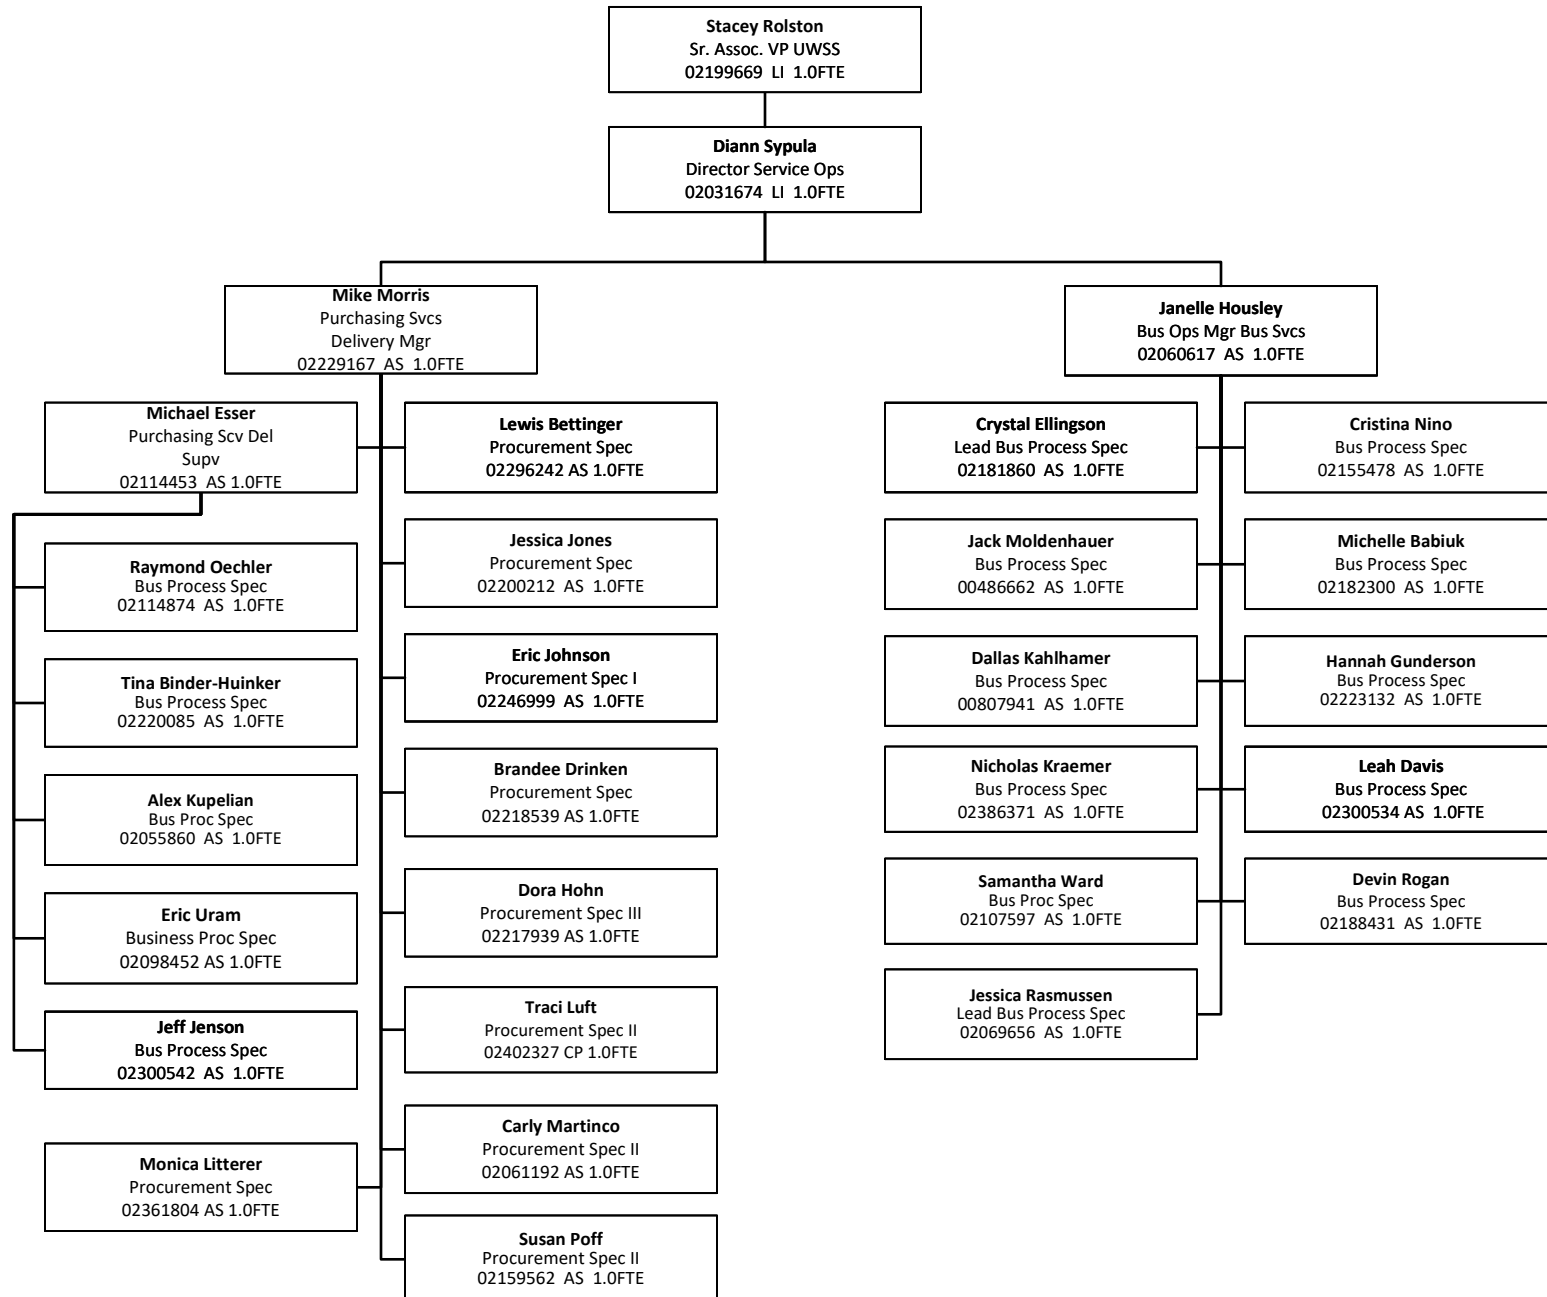 Stacey Rolston
Sr. Assoc. VP UWSS
02199669 LI 1.0FTE
Diann Sypula
Director Service Ops
02031674 LI 1.0FTE
Mike Morris
Purchasing Svcs
Delivery Mgr
02229167 AS 1.0FTE
Janelle Housley
Bus Ops Mgr Bus Svcs
02060617 AS 1.0FTE
Michael Esser
Purchasing Scv Del
Supv
02114453 AS 1.0FTE
Lewis Bettinger
Procurement Spec
02296242 AS 1.0FTE
Crystal Ellingson
Lead Bus Process Spec
02181860 AS 1.0FTE
Cristina Nino
Bus Process Spec
02155478 AS 1.0FTE
Raymond Oechler
Bus Process Spec
02114874 AS 1.0FTE
Jessica Jones
Procurement Spec
02200212 AS 1.0FTE
Jack Moldenhauer
Bus Process Spec
00486662 AS 1.0FTE
Michelle Babiuk
Bus Process Spec
02182300 AS 1.0FTE
Tina Binder-Huinker
Bus Process Spec
02220085 AS 1.0FTE
Eric Johnson
Procurement Spec I
02246999 AS 1.0FTE
Dallas Kahlhamer
Bus Process Spec
00807941 AS 1.0FTE
Hannah Gunderson
Bus Process Spec
02223132 AS 1.0FTE
Alex Kupelian
Bus Proc Spec
02055860 AS 1.0FTE
Brandee Drinken
Procurement Spec
02218539 AS 1.0FTE
Nicholas Kraemer
Bus Process Spec
02386371 AS 1.0FTE
Leah Davis
Bus Process Spec
02300534 AS 1.0FTE
Eric Uram
Business Proc Spec
02098452 AS 1.0FTE
Dora Hohn
Procurement Spec III
02217939 AS 1.0FTE
Samantha Ward
Bus Proc Spec
02107597 AS 1.0FTE
Devin Rogan
Bus Process Spec
02188431 AS 1.0FTE
Jeff Jenson
Bus Process Spec
02300542 AS 1.0FTE
Traci Luft
Procurement Spec II
02402327 CP 1.0FTE
Jessica Rasmussen
Lead Bus Process Spec
02069656 AS 1.0FTE
Monica Litterer
Procurement Spec
02361804 AS 1.0FTE
Carly Martinco
Procurement Spec II
02061192 AS 1.0FTE
Susan Poff
Procurement Spec II
02159562 AS 1.0FTE